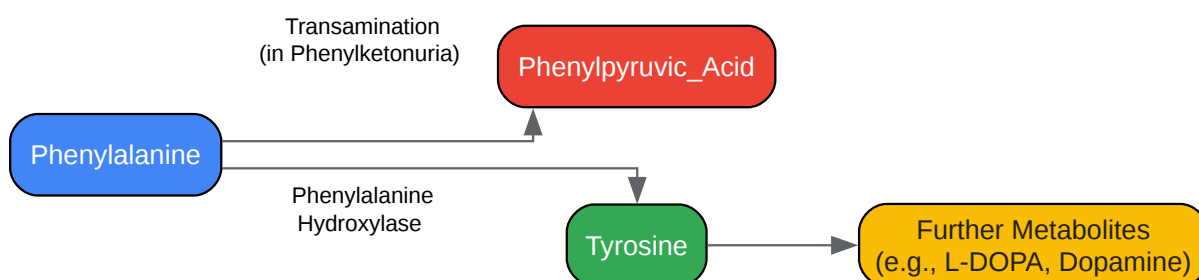 Transamination
(in Phenylketonuria)
Phenylpyruvic_Acid
Phenylalanine
Phenylalanine
Hydroxylase
Tyrosine
Further Metabolites
(e.g., L-DOPA, Dopamine)